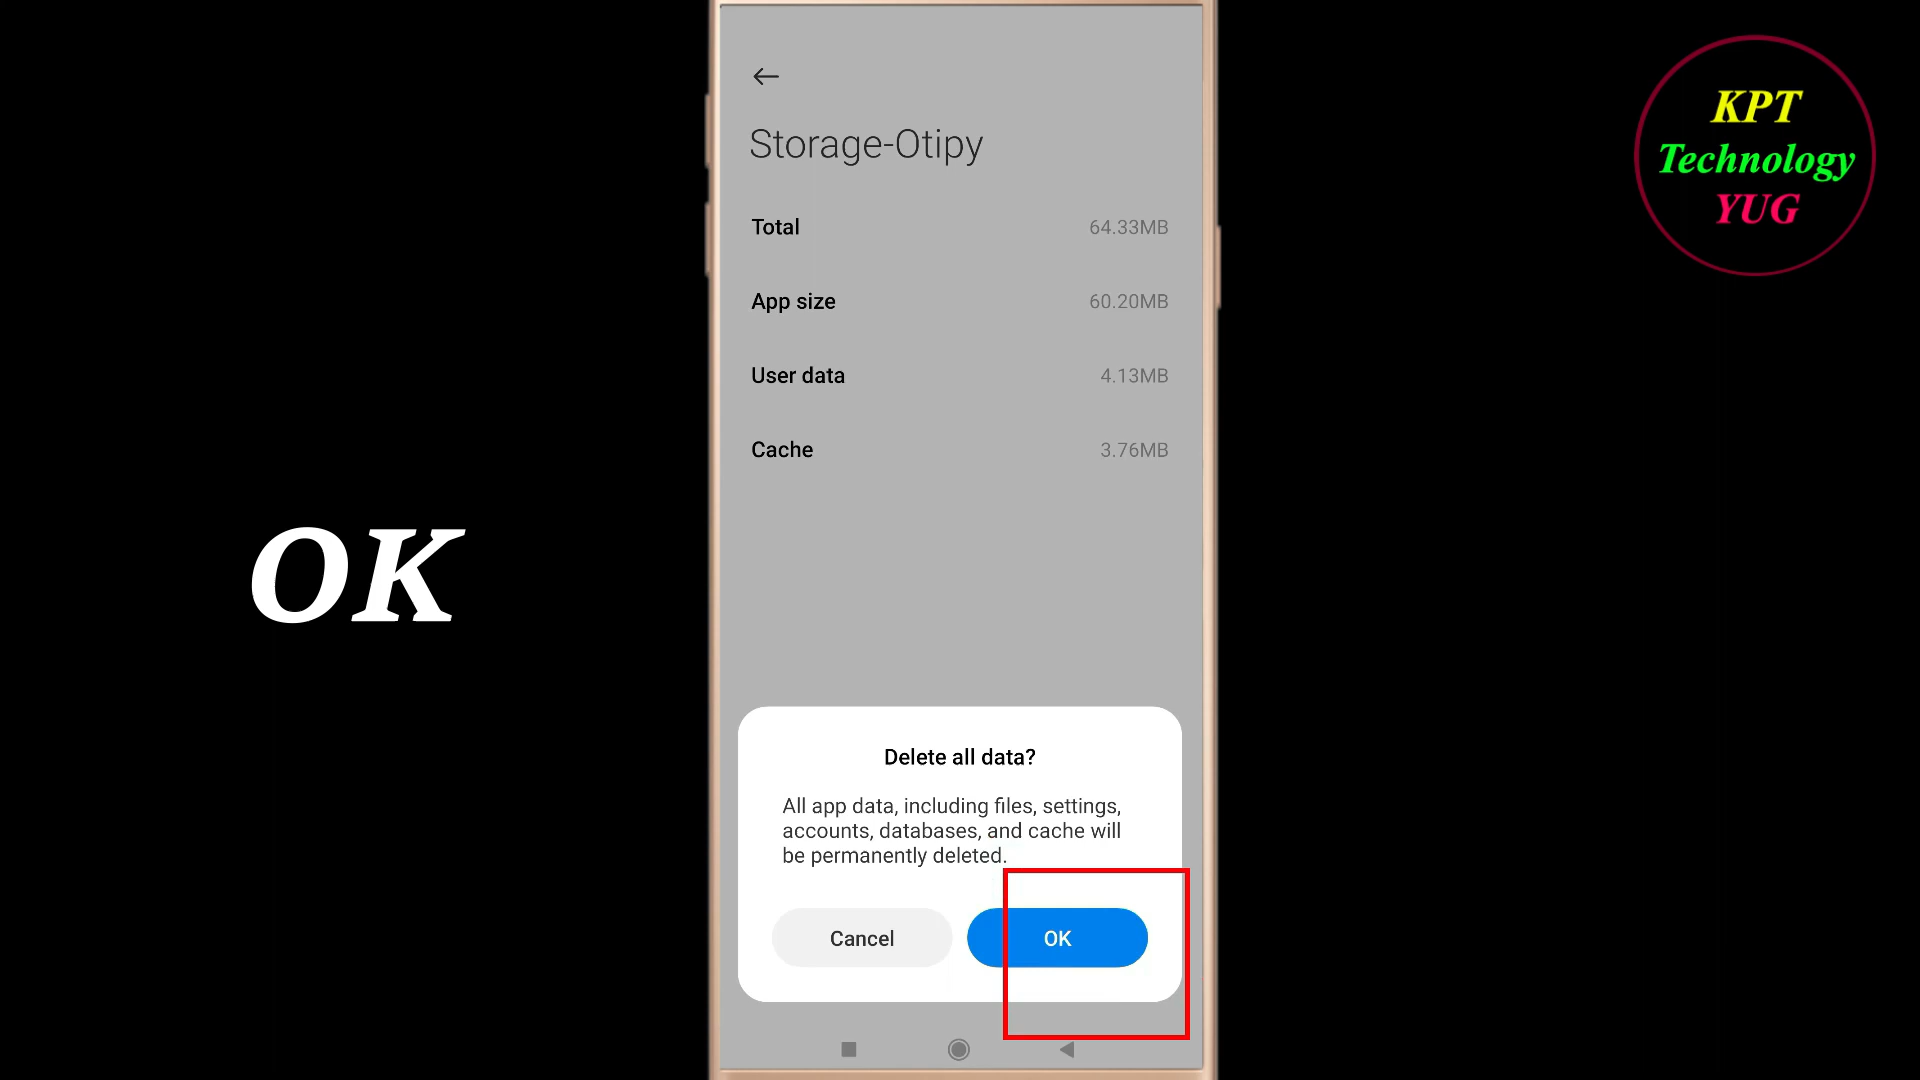 Storage-Otipy
Total 64.33MB
App size 60.20MB
User data 4.13MB
Cache 3.76MB
Delete all data?
All app data, including files, settings,
accounts, databases, and cache will
be permanently deleted.
Cancel OK
OK
KPT
Technology
YUG